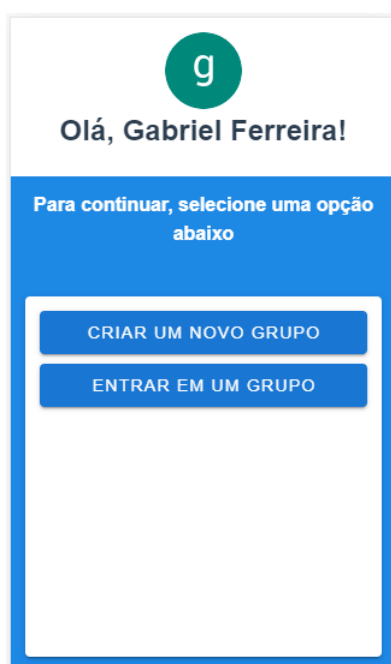 g
Olá, Gabriel Ferreira!
Para continuar, selecione uma opção
abaixo
CRIAR UM NOVO GRUPO
ENTRAR EM UM GRUPO